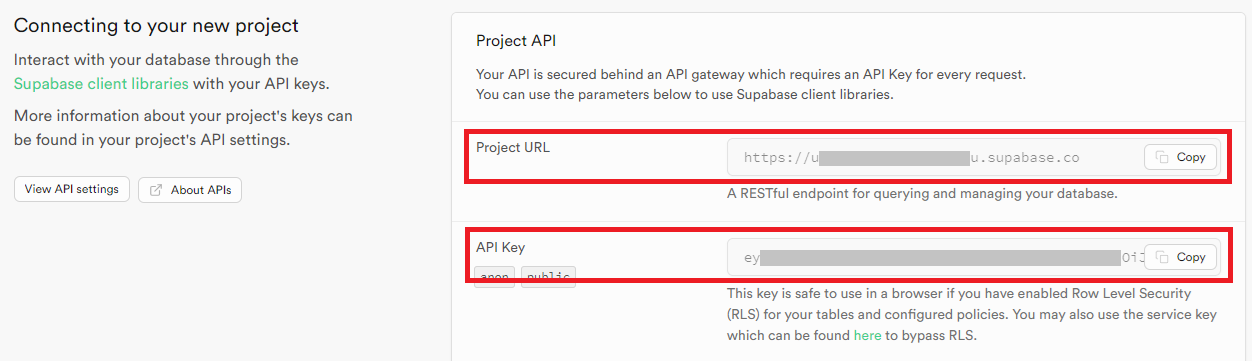 Connecting to your new project
Interact with your database through the
Supabase client libraries with your API keys.
More information about your project's keys can
be found in your project's API settings.
View API settings
About APIs
Project API
Your API is secured behind an API gateway which requires an API Key for every request.
You can use the parameters below to use Supabase client libraries.
Project URL
https://u
u.supabase.co
Copy
A RESTful endpoint for querying and managing your database.
API Key
anon
public
ey
OiJ
Copy
This key is safe to use in a browser if you have enabled Row Level Security
(RLS) for your tables and configured policies. You may also use the service key
which can be found here to bypass RLS.